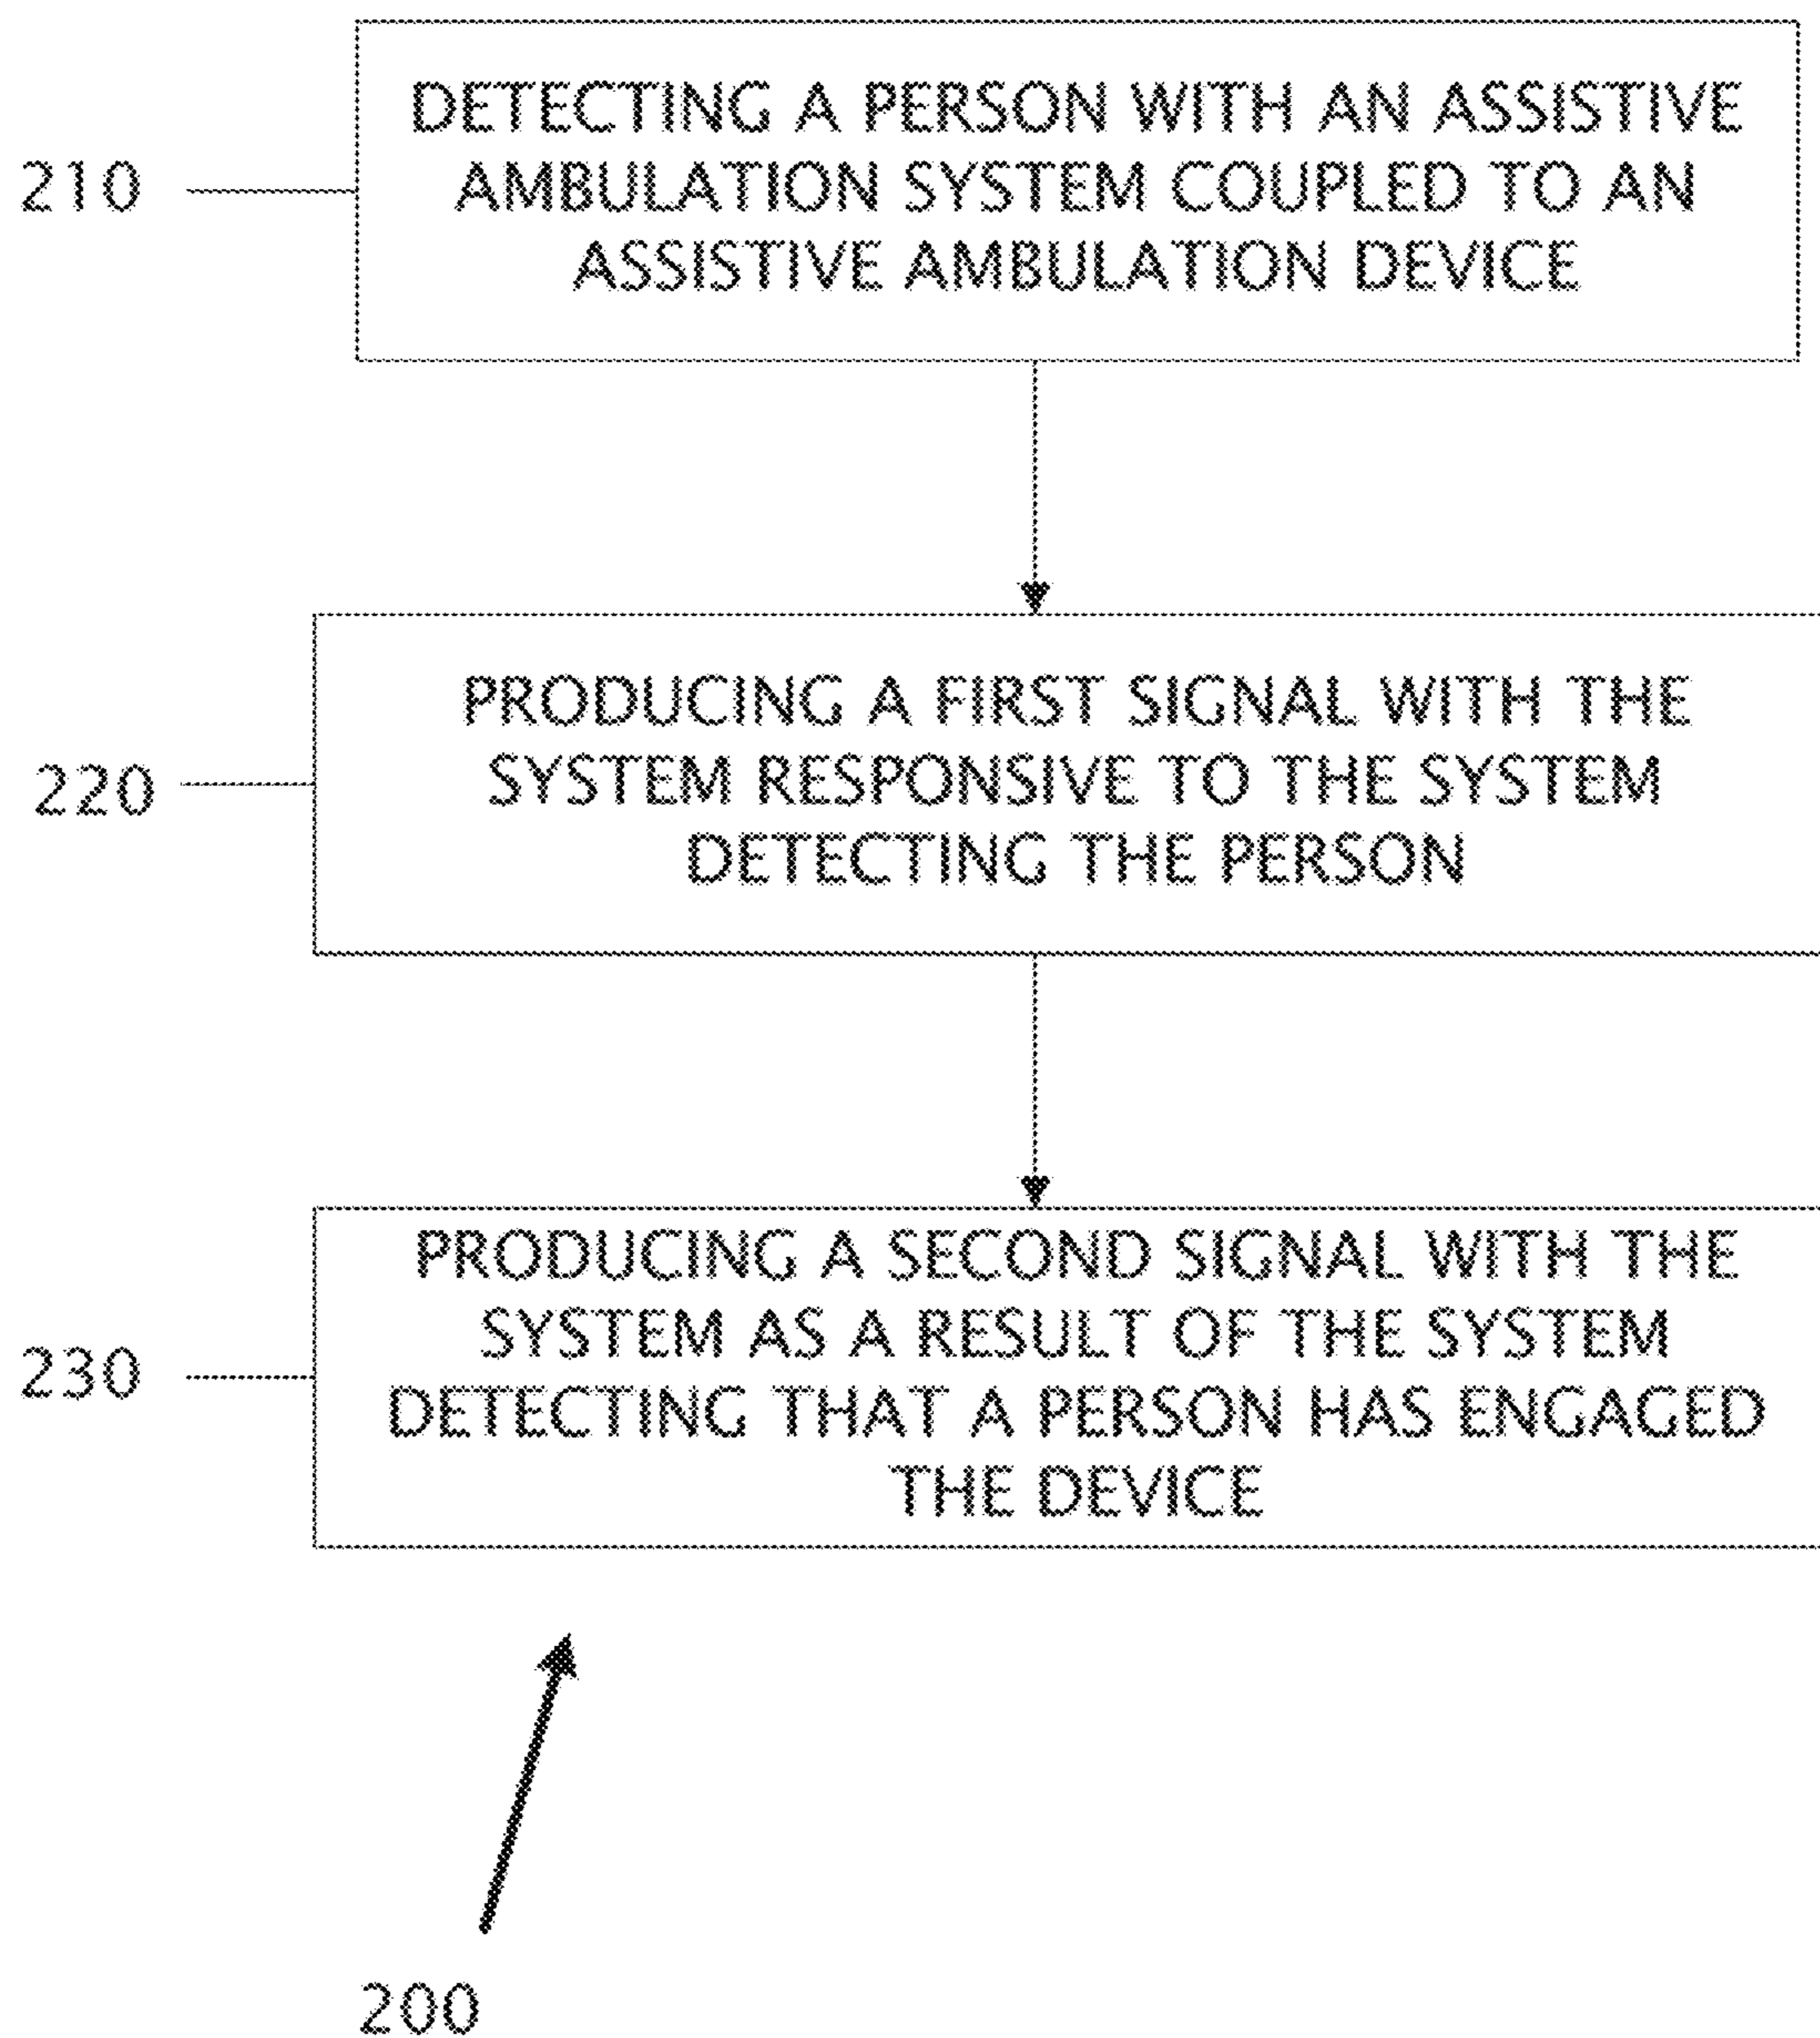 210
DETECTING A PERSON WITH AN ASSISTIVE
AMBULATION SYSTEM COUPLED TO AN
ASSISTIVE AMBULATION DEVICE
220
PRODUCING A FIRST SIGNAL WITH THE
SYSTEM RESPONSIVE TO THE SYSTEM
DETECTING THE PERSON
230
PRODUCING A SECOND SIGNAL WITH THE
SYSTEM AS A RESULT OF THE SYSTEM
DETECTING THAT A PERSON HAS ENGAGED
THE DEVICE
200